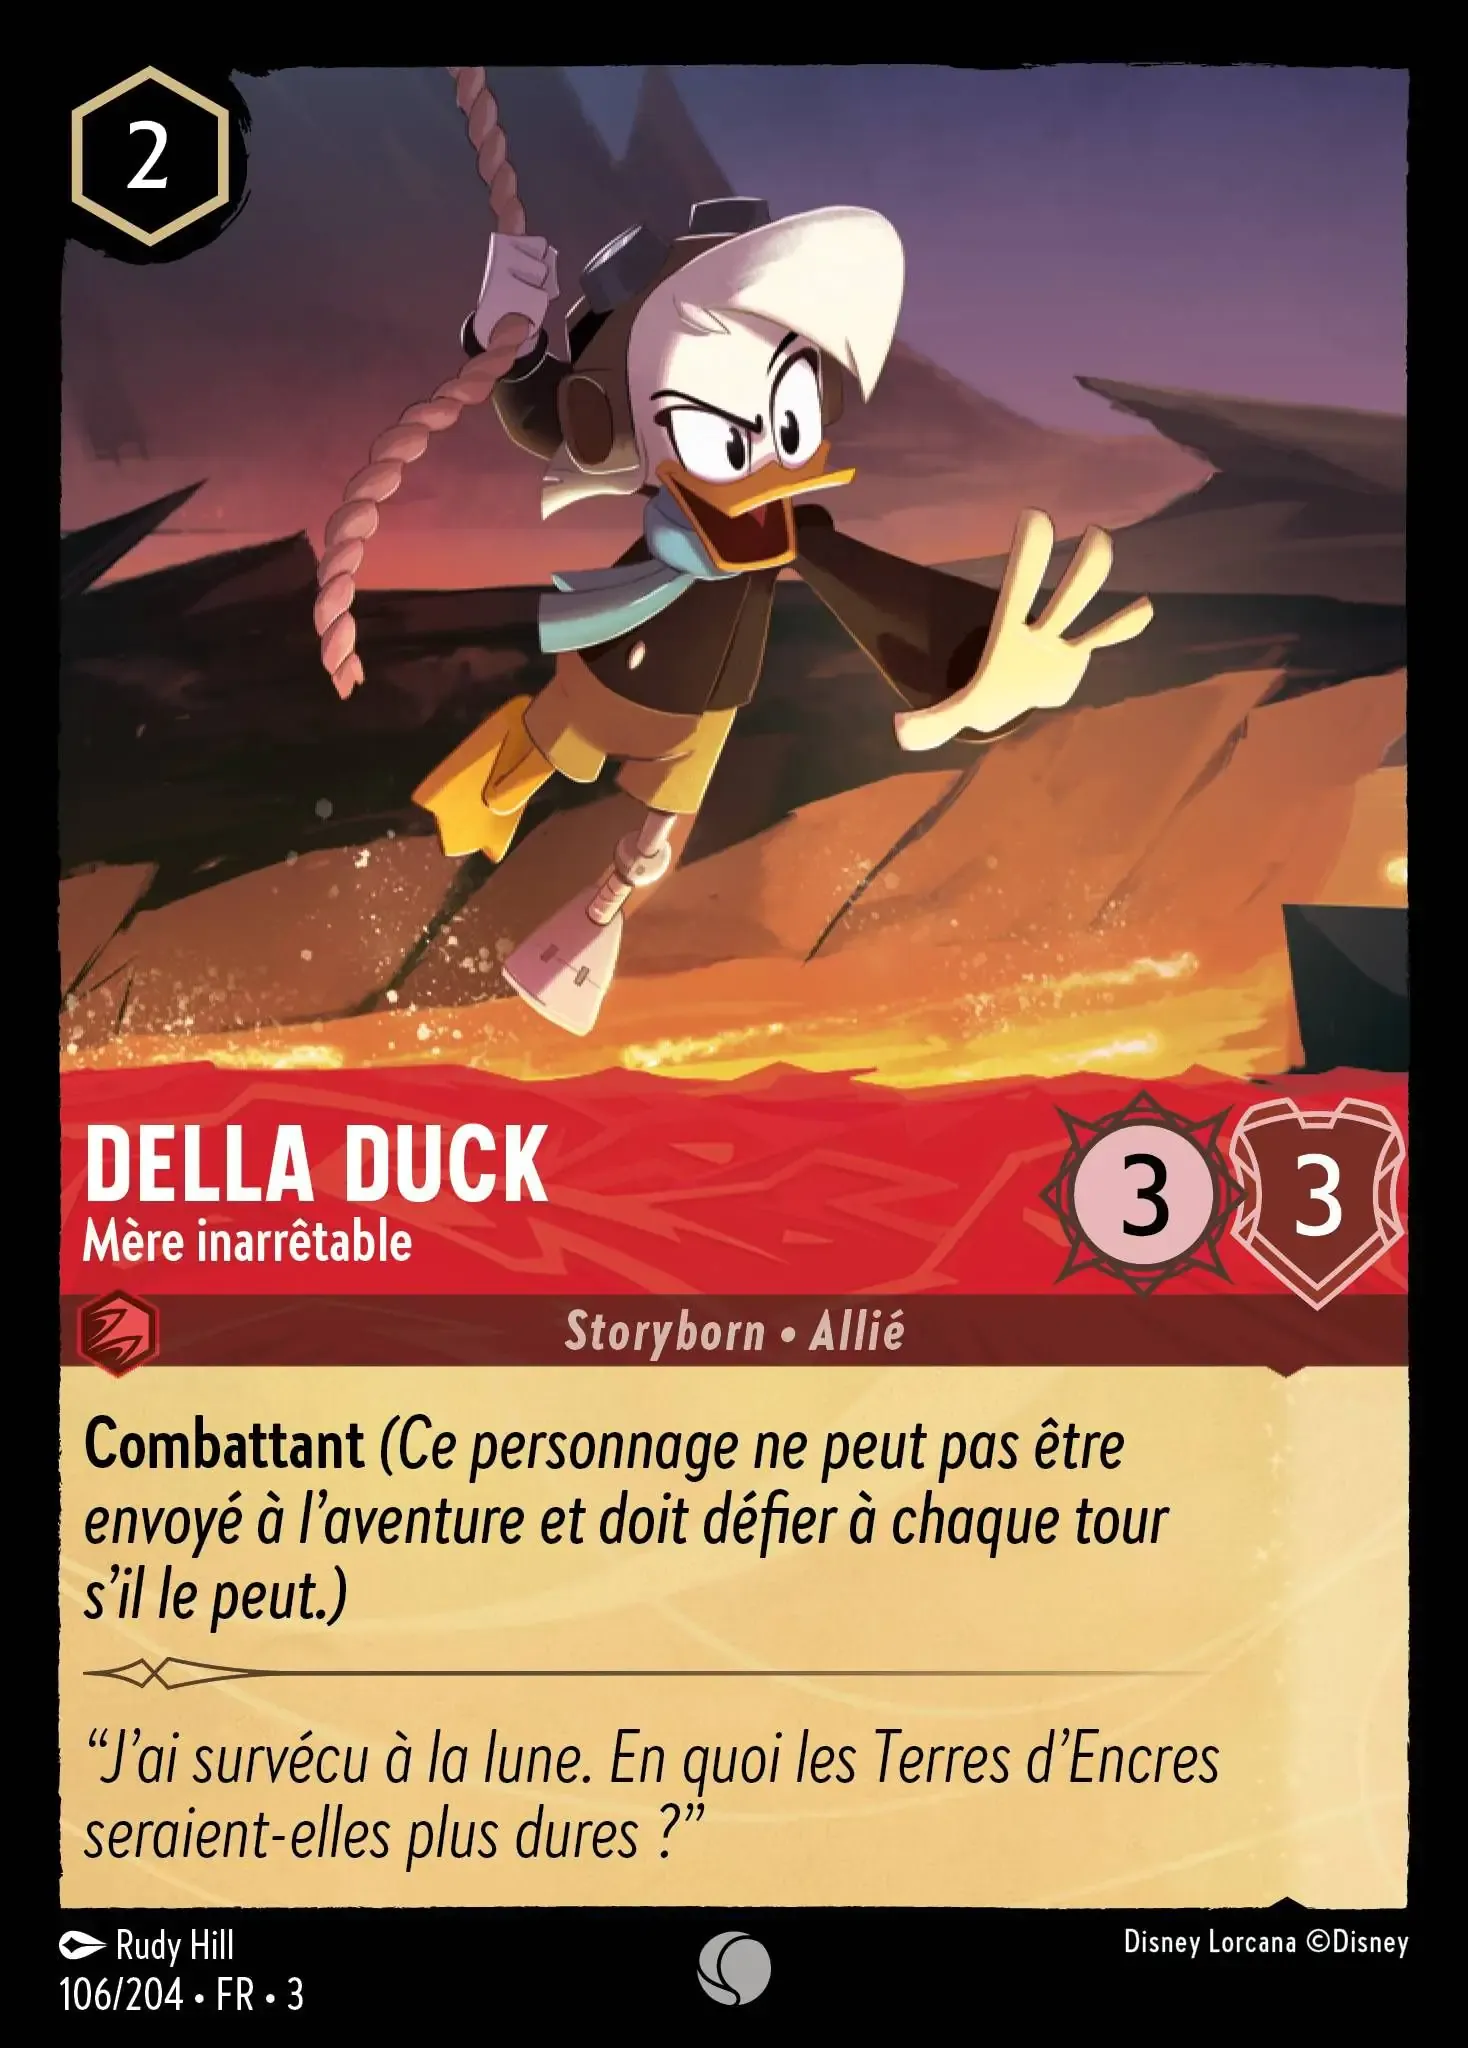 2
DELLA DUCK
Mère inarrêtable
3
3
Storyborn • Allié
Combattant (Ce personnage ne peut pas être
envoyé à l’aventure et doit défier à chaque tour
s’il le peut.)
“J’ai survécu à la lune. En quoi les Terres d’Encres
seraient-elles plus dures ?”
Rudy Hill
Disney Lorcana ©Disney
106/204 • FR • 3